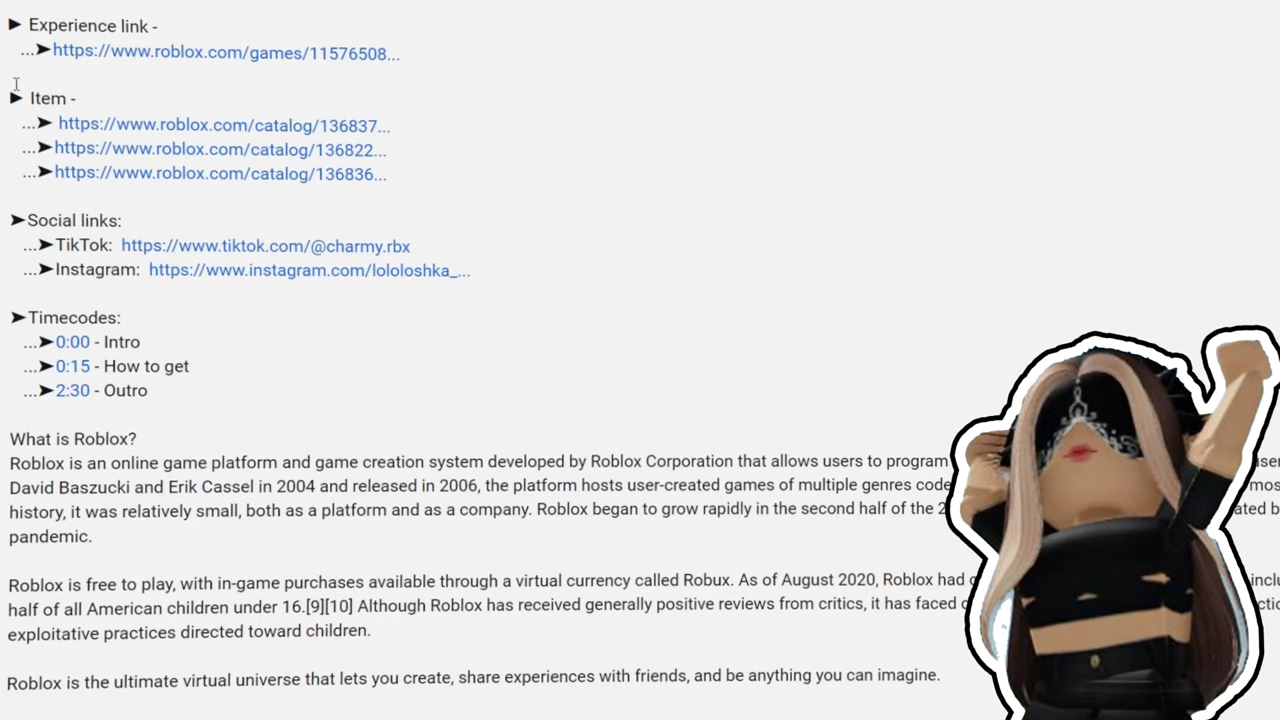 ► Experience link -
...➤https://www.roblox.com/games/11576508...
► Item -
...➤ https://www.roblox.com/catalog/136837...
...➤https://www.roblox.com/catalog/136822...
...➤https://www.roblox.com/catalog/136836...
➤Social links:
...➤TikTok: https://www.tiktok.com/@charmy.rbx
...➤Instagram: https://www.instagram.com/lololoshka_...
➤Timecodes:
...➤0:00 - Intro
...➤0:15 - How to get
...➤2:30 - Outro
What is Roblox?
Roblox is an online game platform and game creation system developed by Roblox Corporation that allows users to program
David Baszucki and Erik Cassel in 2004 and released in 2006, the platform hosts user-created games of multiple genres code
history, it was relatively small, both as a platform and as a company. Roblox began to grow rapidly in the second half of the 2
pandemic.
Roblox is free to play, with in-game purchases available through a virtual currency called Robux. As of August 2020, Roblox had
half of all American children under 16.[9][10] Although Roblox has received generally positive reviews from critics, it has faced
exploitative practices directed toward children.
Roblox is the ultimate virtual universe that lets you create, share experiences with friends, and be anything you can imagine.